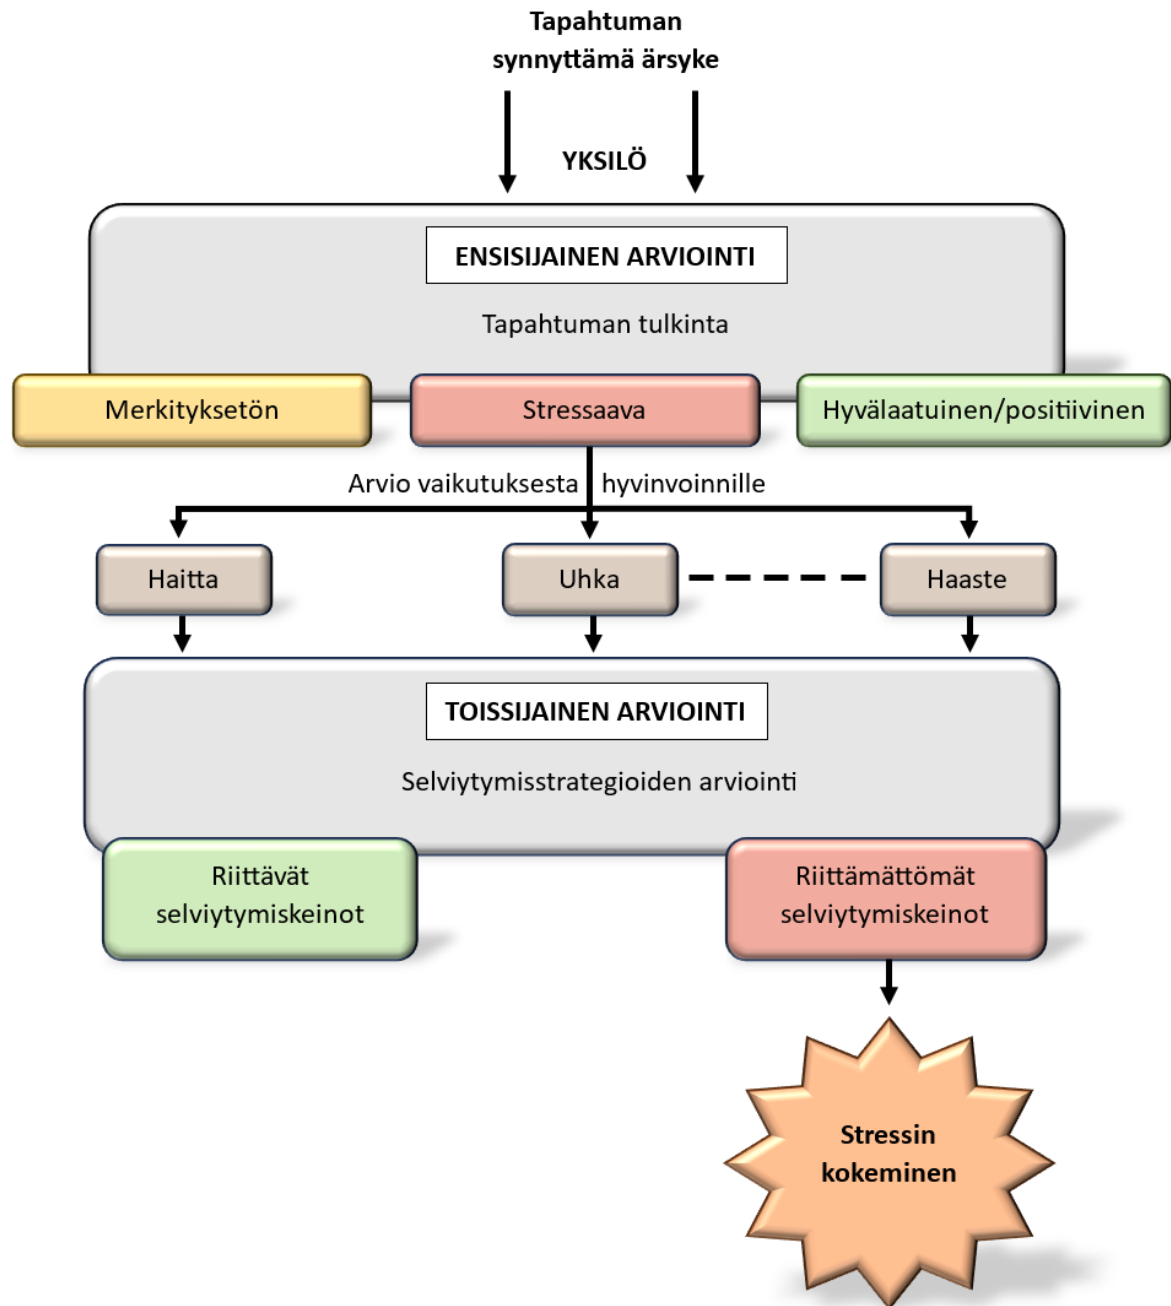 Tapahtuman
synnyttämä ärsyke
YKSILÖ
ENSISIJAINEN ARVIOINTI
Tapahtuman tulkinta
Merkityksetön
Stressaava
Hyvälaatuinen/positiivinen
Arvio vaikutuksesta hyvinvoinnille
Haitta
Uhka
Haaste
TOISSIJAINEN ARVIOINTI
Selviytymisstrategioiden arviointi
Riittävät
selviytymiskeinot
Riittämättömät
selviytymiskeinot
Stressin
kokeminen